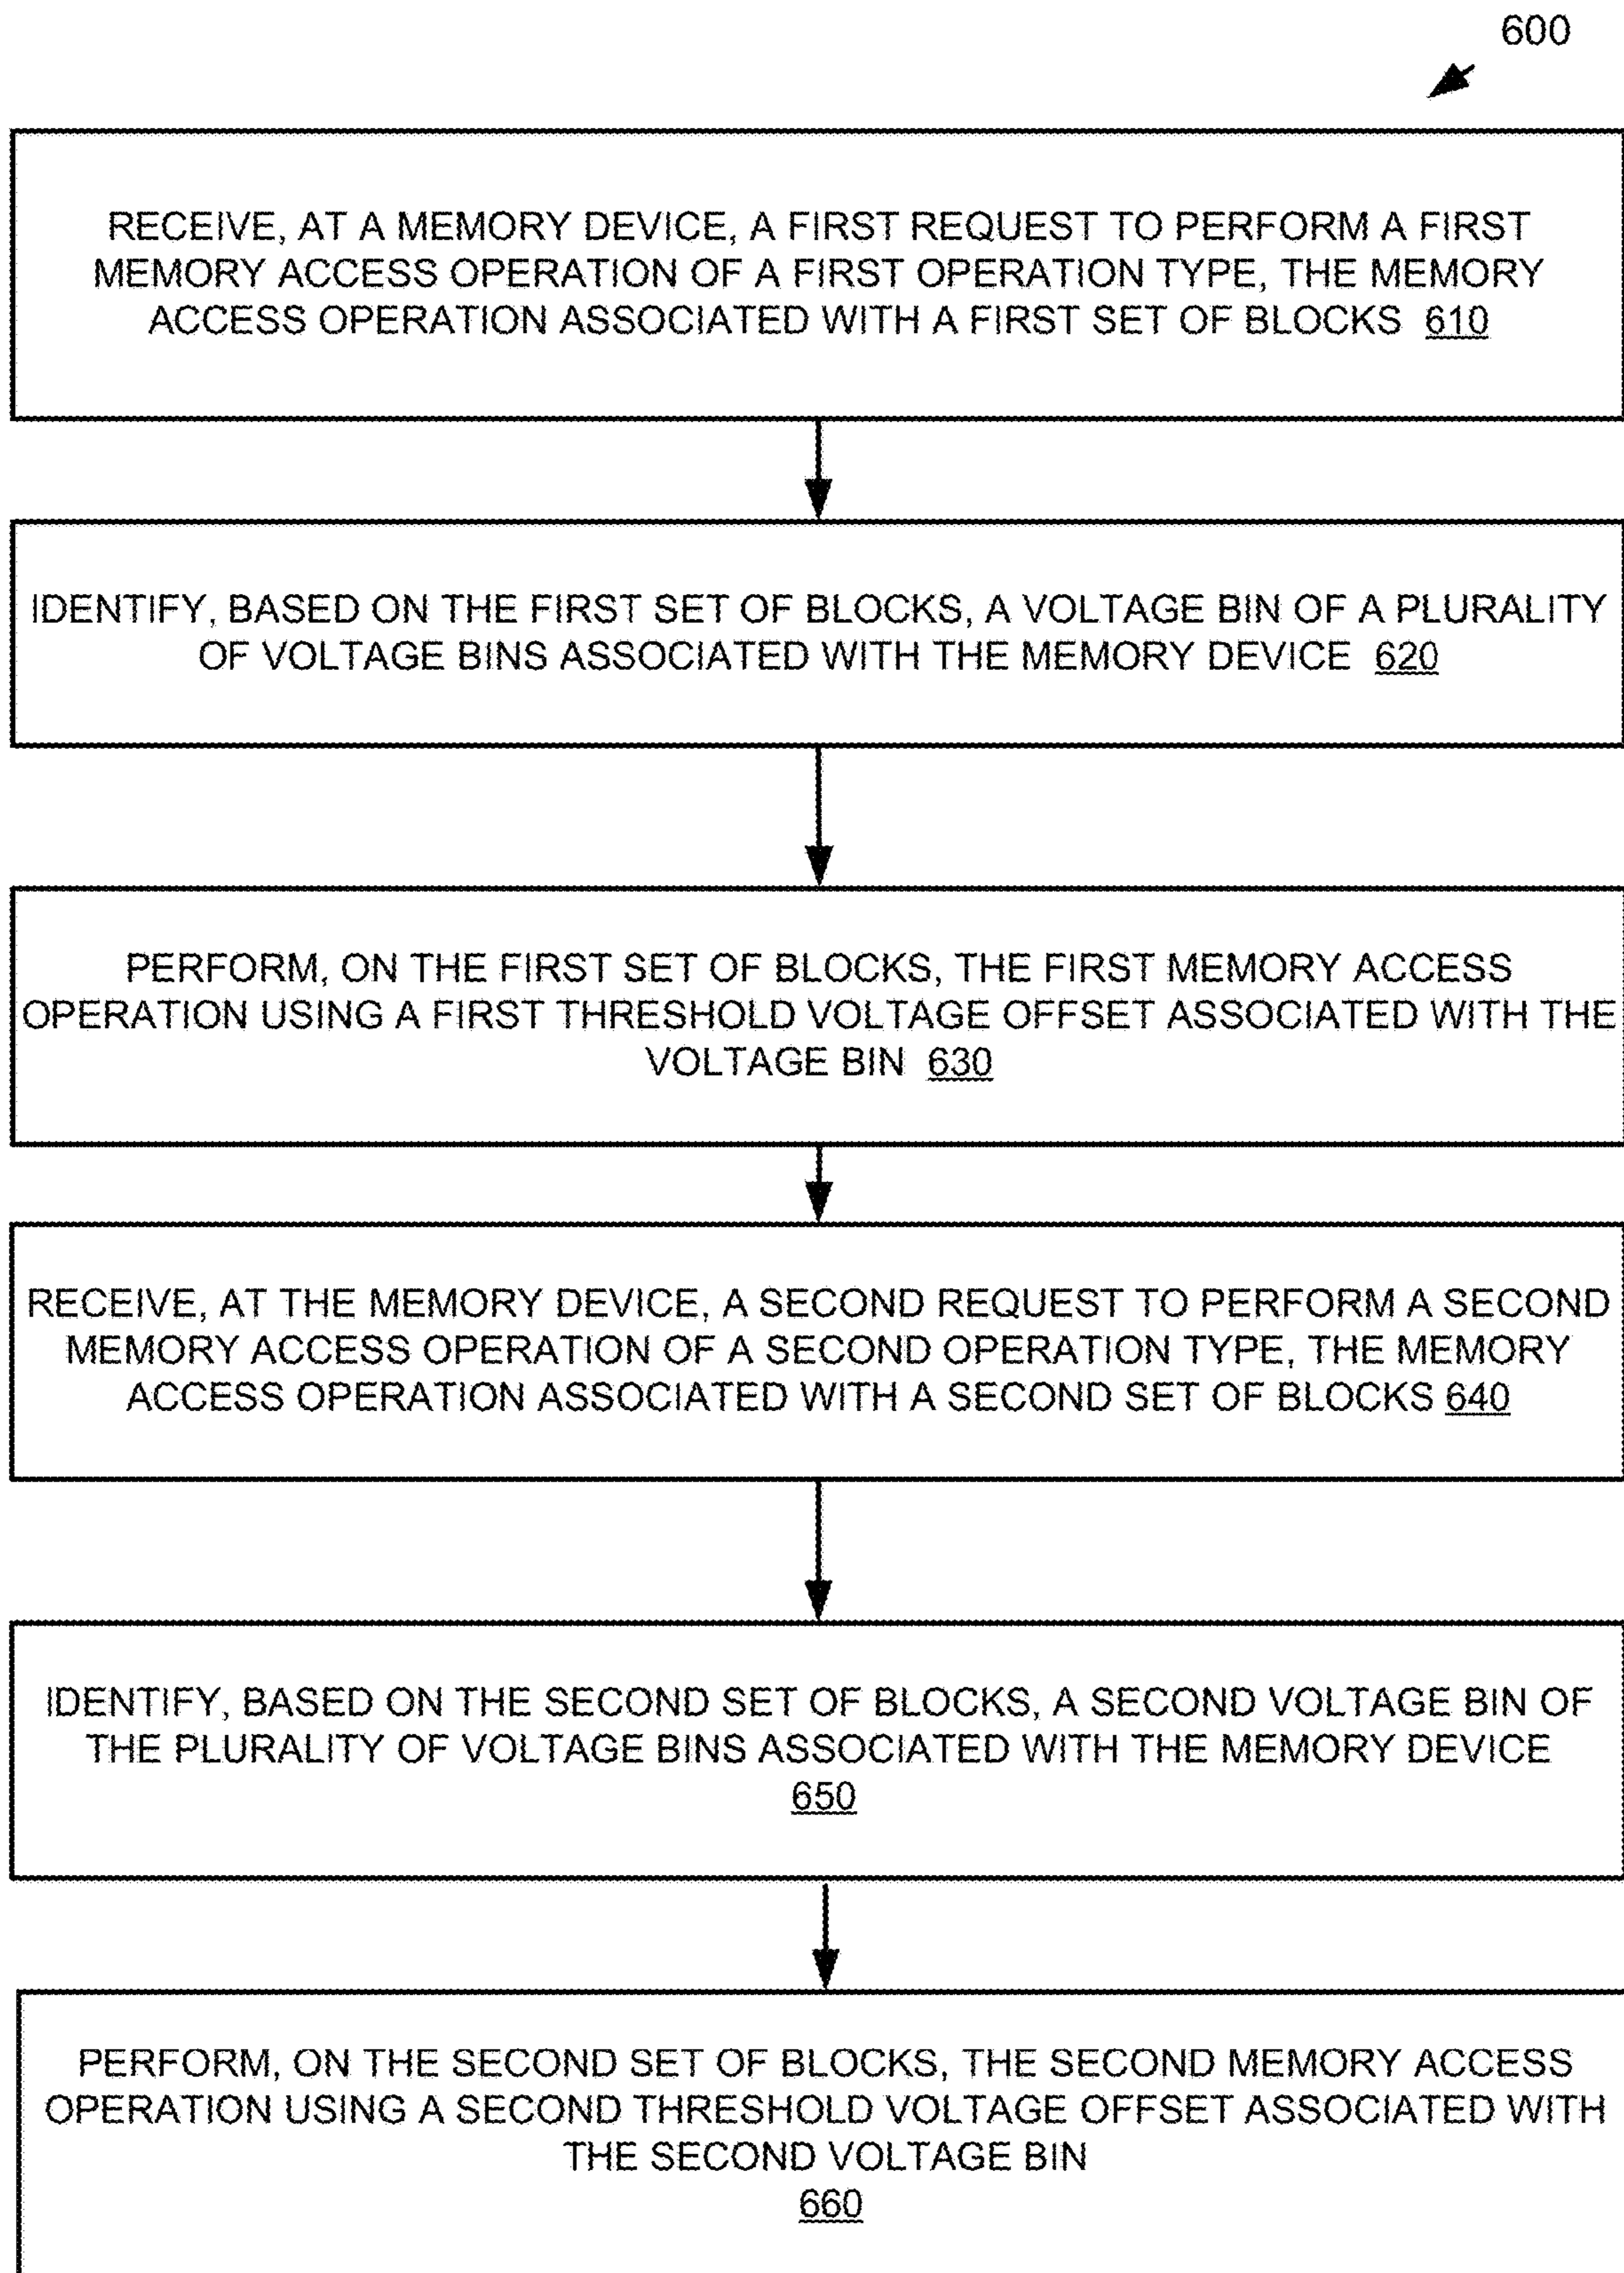 600
RECEIVE, AT A MEMORY DEVICE, A FIRST REQUEST TO PERFORM A FIRST
MEMORY ACCESS OPERATION OF A FIRST OPERATION TYPE, THE MEMORY
ACCESS OPERATION ASSOCIATED WITH A FIRST SET OF BLOCKS 610
IDENTIFY, BASED ON THE FIRST SET OF BLOCKS, A VOLTAGE BIN OF A PLURALITY
OF VOLTAGE BINS ASSOCIATED WITH THE MEMORY DEVICE 620
PERFORM, ON THE FIRST SET OF BLOCKS, THE FIRST MEMORY ACCESS
OPERATION USING A FIRST THRESHOLD VOLTAGE OFFSET ASSOCIATED WITH THE
VOLTAGE BIN 630
RECEIVE, AT THE MEMORY DEVICE, A SECOND REQUEST TO PERFORM A SECOND
MEMORY ACCESS OPERATION OF A SECOND OPERATION TYPE, THE MEMORY
ACCESS OPERATION ASSOCIATED WITH A SECOND SET OF BLOCKS 640
IDENTIFY, BASED ON THE SECOND SET OF BLOCKS, A SECOND VOLTAGE BIN OF
THE PLURALITY OF VOLTAGE BINS ASSOCIATED WITH THE MEMORY DEVICE
650
PERFORM, ON THE SECOND SET OF BLOCKS, THE SECOND MEMORY ACCESS
OPERATION USING A SECOND THRESHOLD VOLTAGE OFFSET ASSOCIATED WITH
THE SECOND VOLTAGE BIN
660